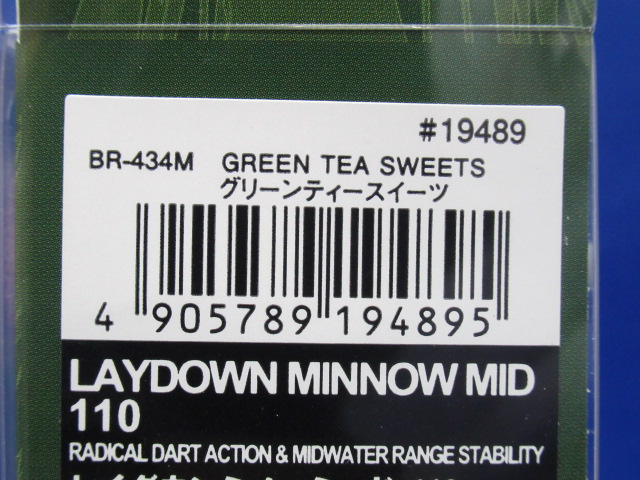 #19489
BR-434M GREEN TEA SWEETS
グリーンティースイーツ
4 905789 194895
LAYDOWN MINNOW MID
110
RADICAL DART ACTION & MIDWATER RANGE STABILITY